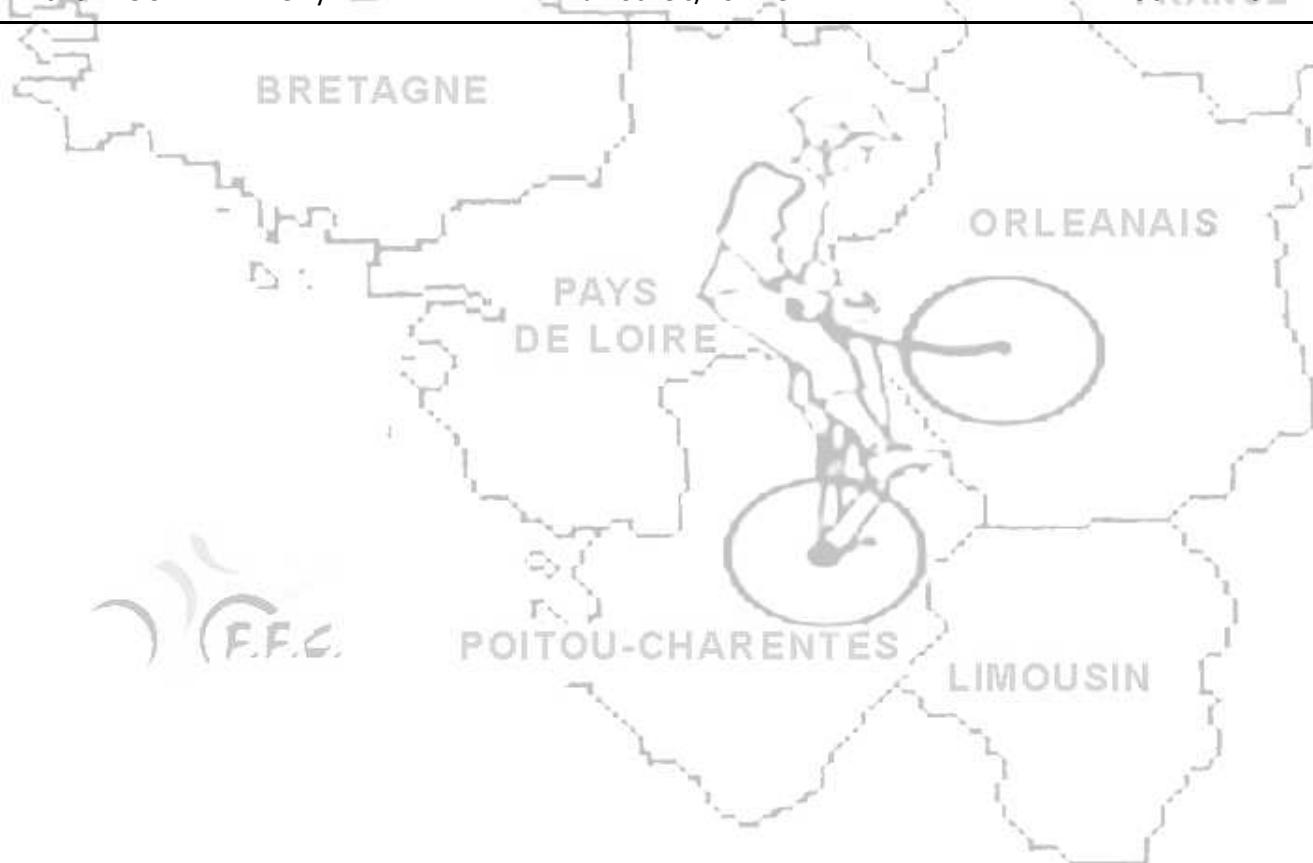 BRETAGNE
ORLEANAIS
PAYS
DE LOIRE
F.F.C.
POITOU-CHARENTES
LIMOUSIN